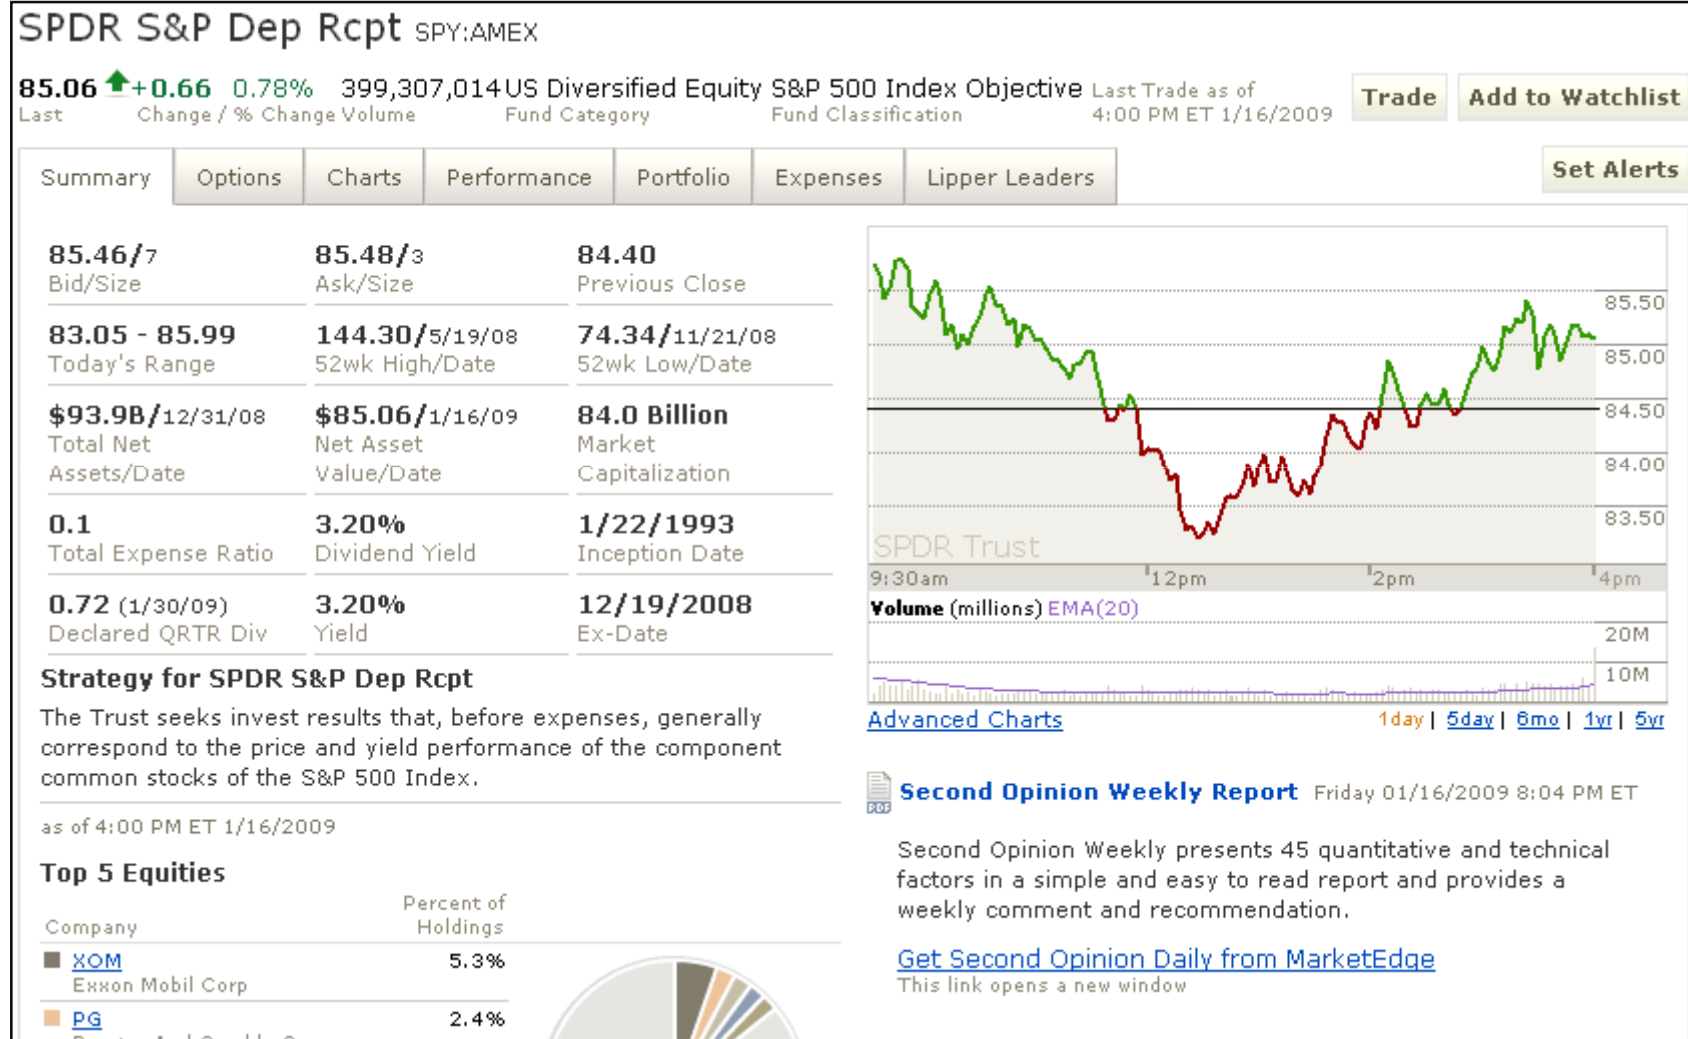 SPDR S&P Dep Rcpt SPY:AMEX
85.06 +0.66 0.78% 399,307,014 US Diversified Equity S&P 500 Index Objective Last Trade as of
Last Change / % Change Volume Fund Category Fund Classification 4:00 PM ET 1/16/2009
Trade Add to Watchlist
Summary Options Charts Performance Portfolio Expenses Lipper Leaders
Set Alerts
85.46/7 85.48/3 84.40
Bid/Size Ask/Size Previous Close
83.05 - 85.99 144.30/5/19/08 74.34/11/21/08
Today's Range 52wk High/Date 52wk Low/Date
$93.9B/12/31/08 $85.06/1/16/09 84.0 Billion
Total Net Net Asset Market
Assets/Date Value/Date Capitalization
0.1 3.20% 1/22/1993
Total Expense Ratio Dividend Yield Inception Date
0.72 (1/30/09) 3.20% 12/19/2008
Declared QRTR Div Yield Ex-Date
Strategy for SPDR S&P Dep Rcpt
The Trust seeks invest results that, before expenses, generally
correspond to the price and yield performance of the component
common stocks of the S&P 500 Index.
as of 4:00 PM ET 1/16/2009
Top 5 Equities
Percent of
Company Holdings
XOM 5.3%
Exxon Mobil Corp
PG 2.4%
85.50
85.00
84.50
84.00
83.50
SPDR Trust
9:30am 12pm 2pm 4pm
Volume (millions) EMA(20)
20M
10M
Advanced Charts 1day | 5day | 6mo | 1yr | 5yr
PDF Second Opinion Weekly Report Friday 01/16/2009 8:04 PM ET
Second Opinion Weekly presents 45 quantitative and technical
factors in a simple and easy to read report and provides a
weekly comment and recommendation.
Get Second Opinion Daily from MarketEdge
This link opens a new window